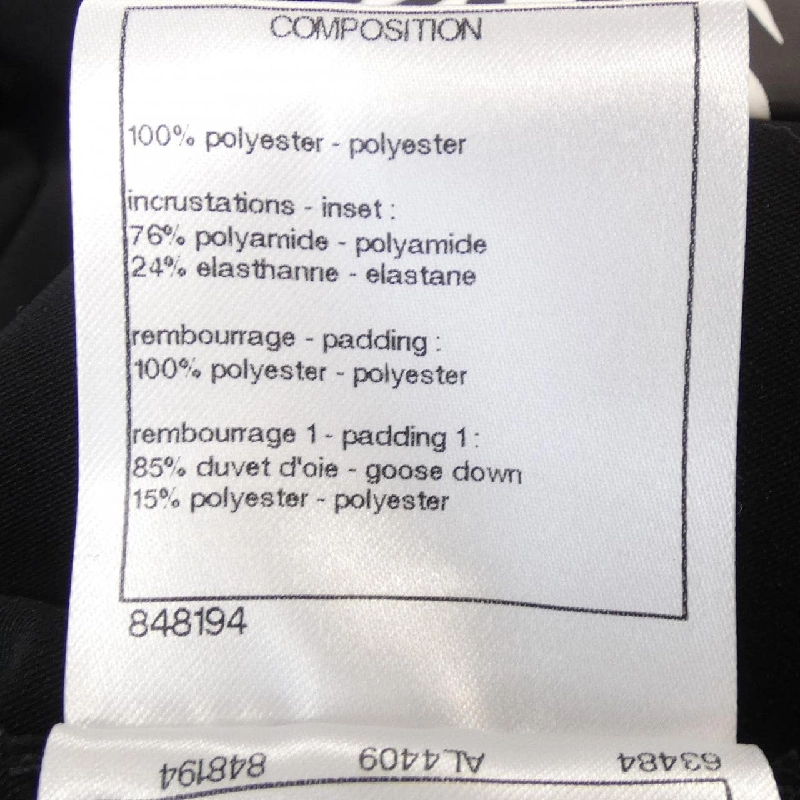 COMPOSITION
100% polyester - polyester
incrustations - inset :
76% polyamide - polyamide
24% elasthanne - elastane
rembourrage - padding :
100% polyester - polyester
rembourrage 1 - padding 1 :
85% duvet d'oie - goose down
15% polyester - polyester
848194
63484 AL4409 848194